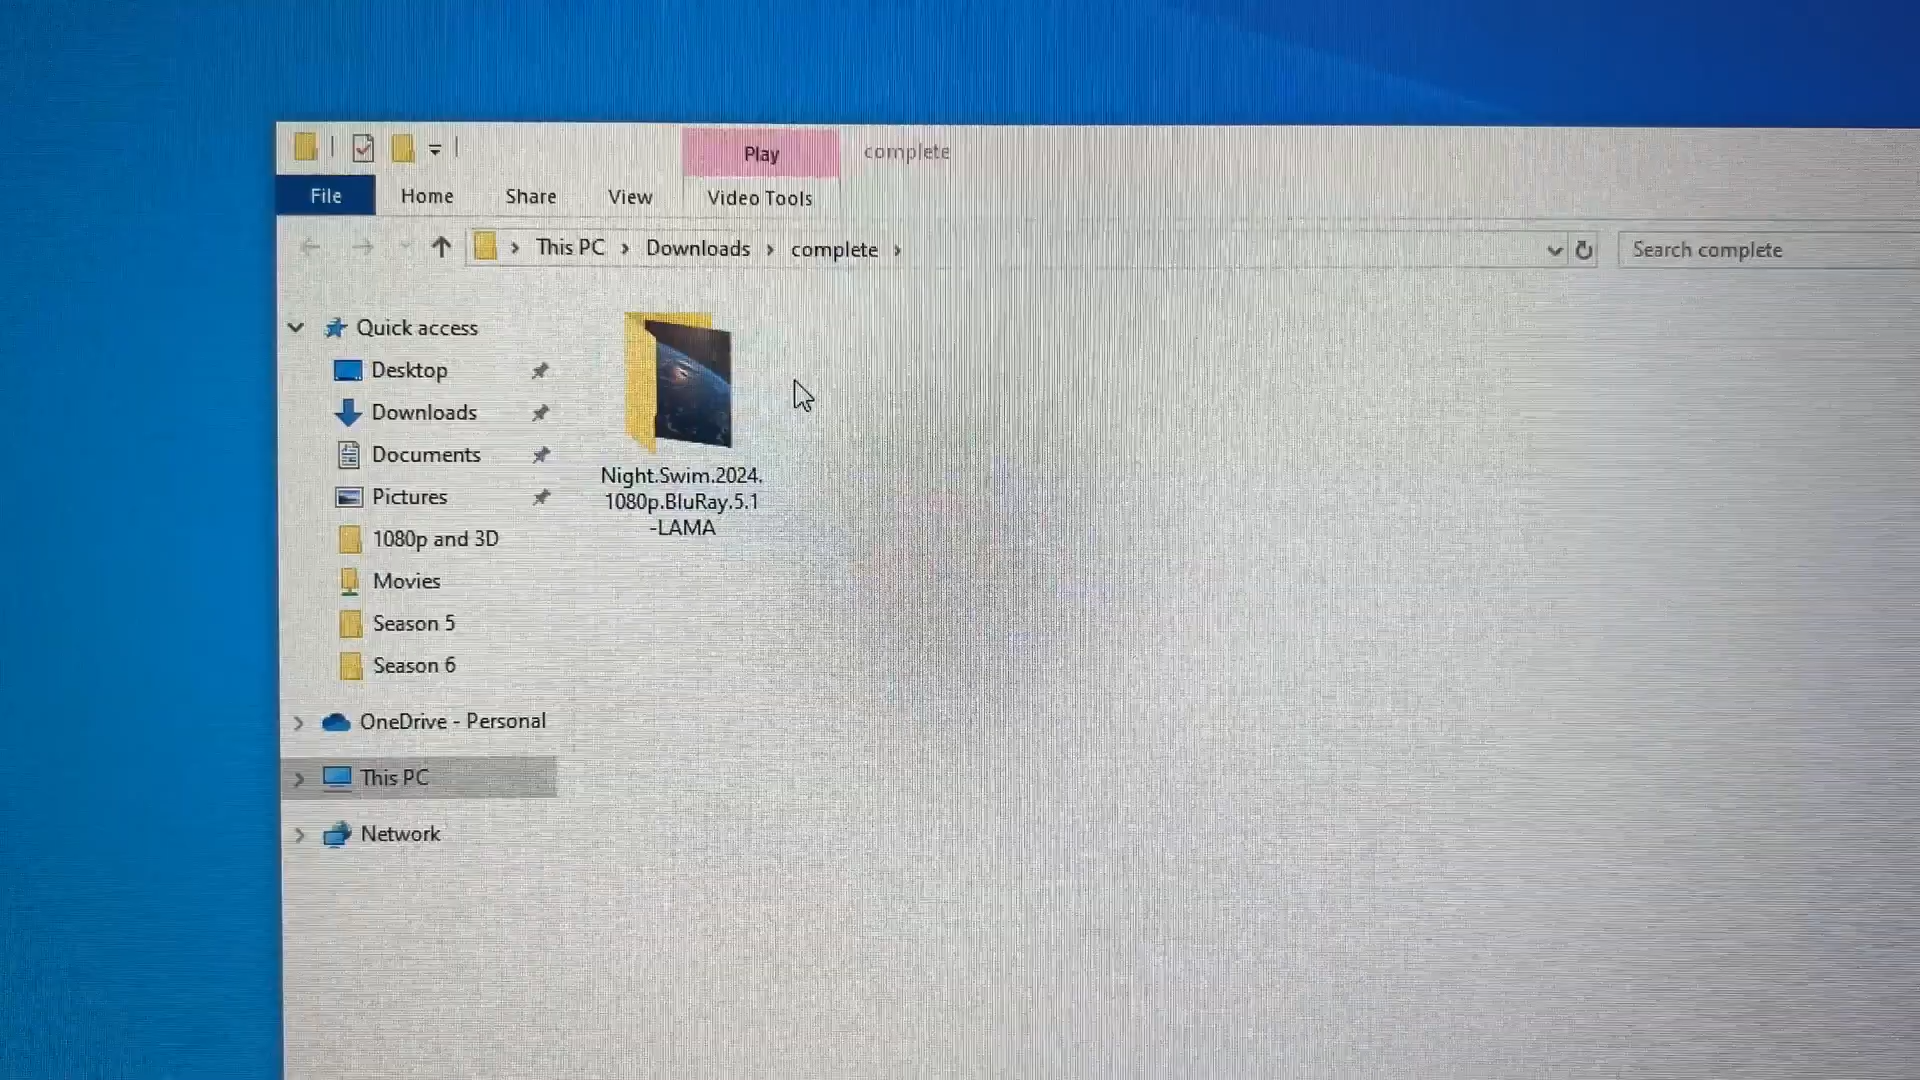 Play
complete
File
Home
Share
View
Video Tools
This PC
Downloads
complete
Search complete
Quick access
Desktop
Downloads
Documents
Pictures
1080p and 3D
Movies
Season 5
Season 6
OneDrive - Personal
This PC
Network
Night.Swim.2024.
1080p.BluRay.5.1
-LAMA